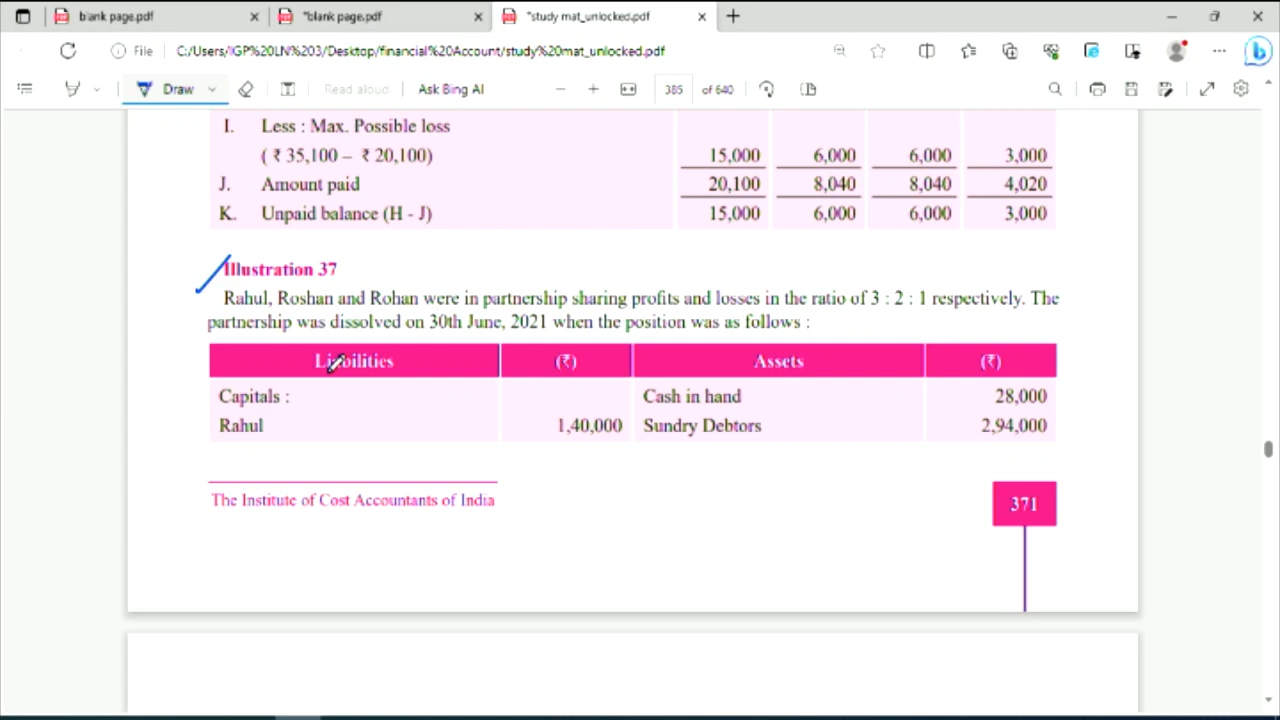 blank page.pdf
*blank page.pdf
*study mat_unlocked.pdf
File C:/Users/IGP%20LN%203/Desktop/financial%20Account/study%20mat_unlocked.pdf
Draw
Read aloud
Ask Bing AI
385 of 640
I. Less : Max. Possible loss
( ₹ 35,100 – ₹ 20,100) 15,000 6,000 6,000 3,000
J. Amount paid 20,100 8,040 8,040 4,020
K. Unpaid balance (H - J) 15,000 6,000 6,000 3,000
Illustration 37
Rahul, Roshan and Rohan were in partnership sharing profits and losses in the ratio of 3 : 2 : 1 respectively. The
partnership was dissolved on 30th June, 2021 when the position was as follows :
Liabilities (₹) Assets (₹)
Capitals : Cash in hand 28,000
Rahul 1,40,000 Sundry Debtors 2,94,000
The Institute of Cost Accountants of India
371